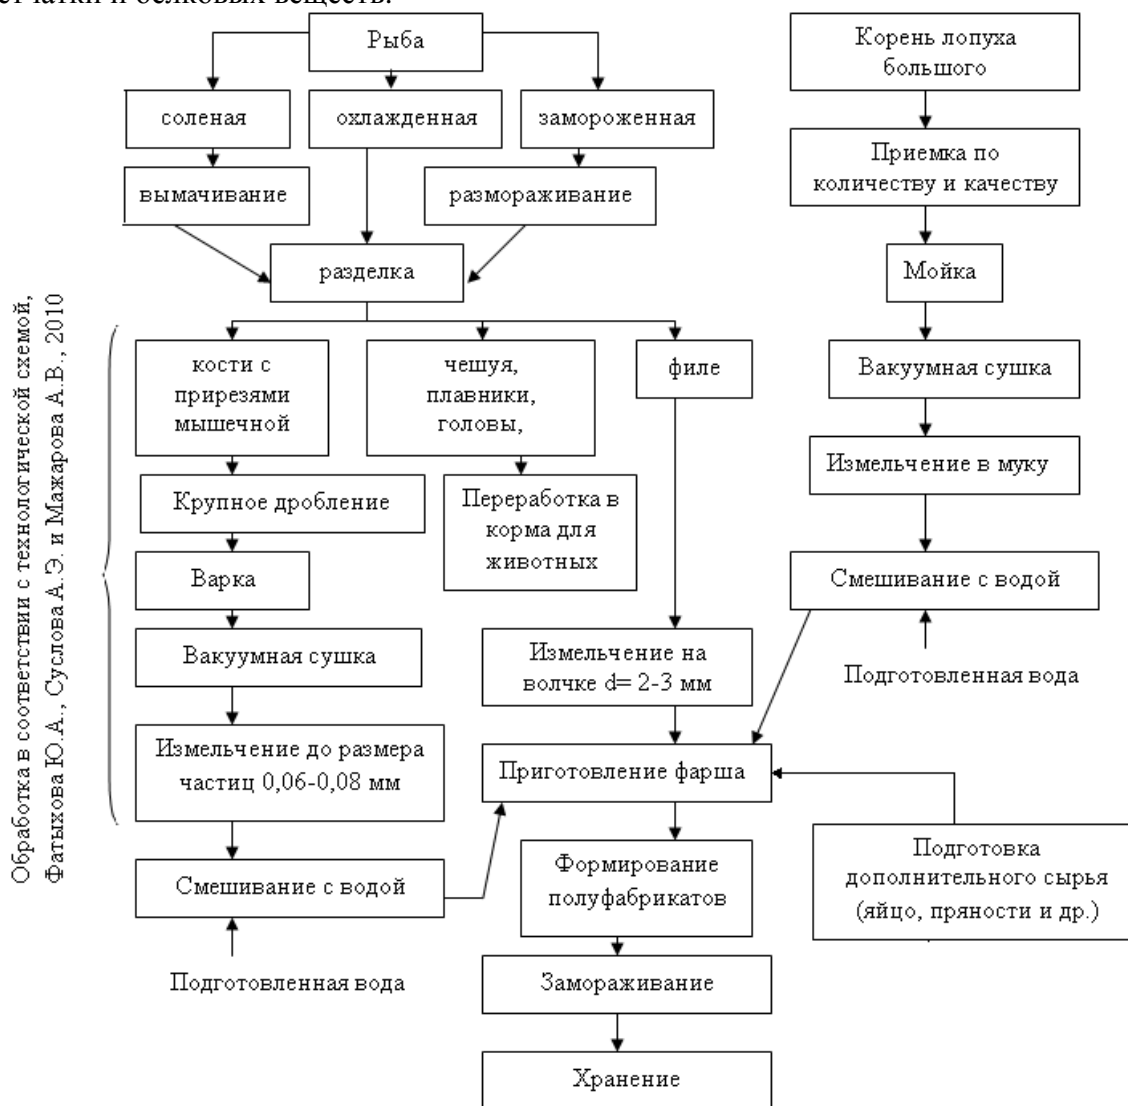 етчатки и белковых веществ.
Рыба
соленая
охлажденная
замороженная
вымачивание
размораживание
разделка
кости с
прирезями
мышечной
чешуя,
плавники,
головы,
филе
Крупное дробление
Переработка в
корма для
животных
Варка
Вакуумная сушка
Измельчение на
волчке d= 2-3 мм
Измельчение до размера
частиц 0,06-0,08 мм
Приготовление фарша
Смешивание с водой
Подготовленная вода
Формирование
полуфабрикатов
Замораживание
Хранение
Корень лопуха
большого
Приемка по
количеству и качеству
Мойка
Вакуумная сушка
Измельчение в муку
Смешивание с водой
Подготовленная вода
Подготовка
дополнительного сырья
(яйцо, пряности и др.)
Обработка в соответствии с технологической схемой,
Фатыхова Ю.А., Суслова А.Э. и Мажарова А.В., 2010